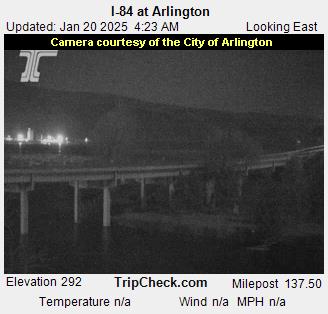 I-84 at Arlington
Updated: Jan 20 2025 4:23 AM Looking East
Camera courtesy of the City of Arlington
Elevation 292 TripCheck.com Milepost 137.50
Temperature n/a Wind n/a MPH n/a